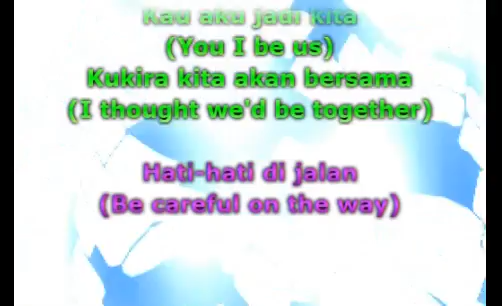 Kau aku jadi kita
(You I be us)
Kukira kita akan bersama
(I thought we'd be together)
Hati-hati di jalan
(Be careful on the way)